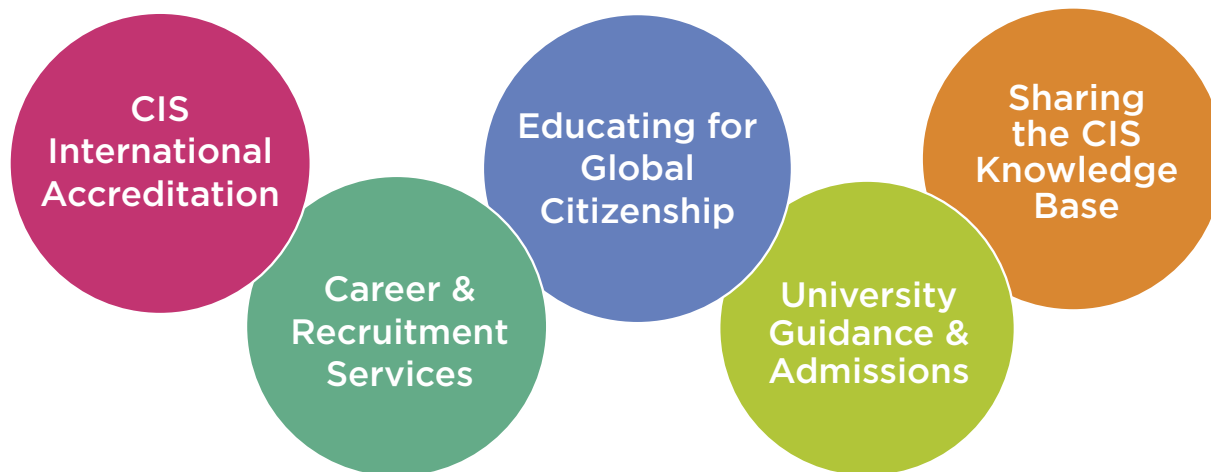 CIS
International
Accreditation
Career &
Recruitment
Services
Educating for
Global
Citizenship
University
Guidance &
Admissions
Sharing
the CIS
Knowledge
Base